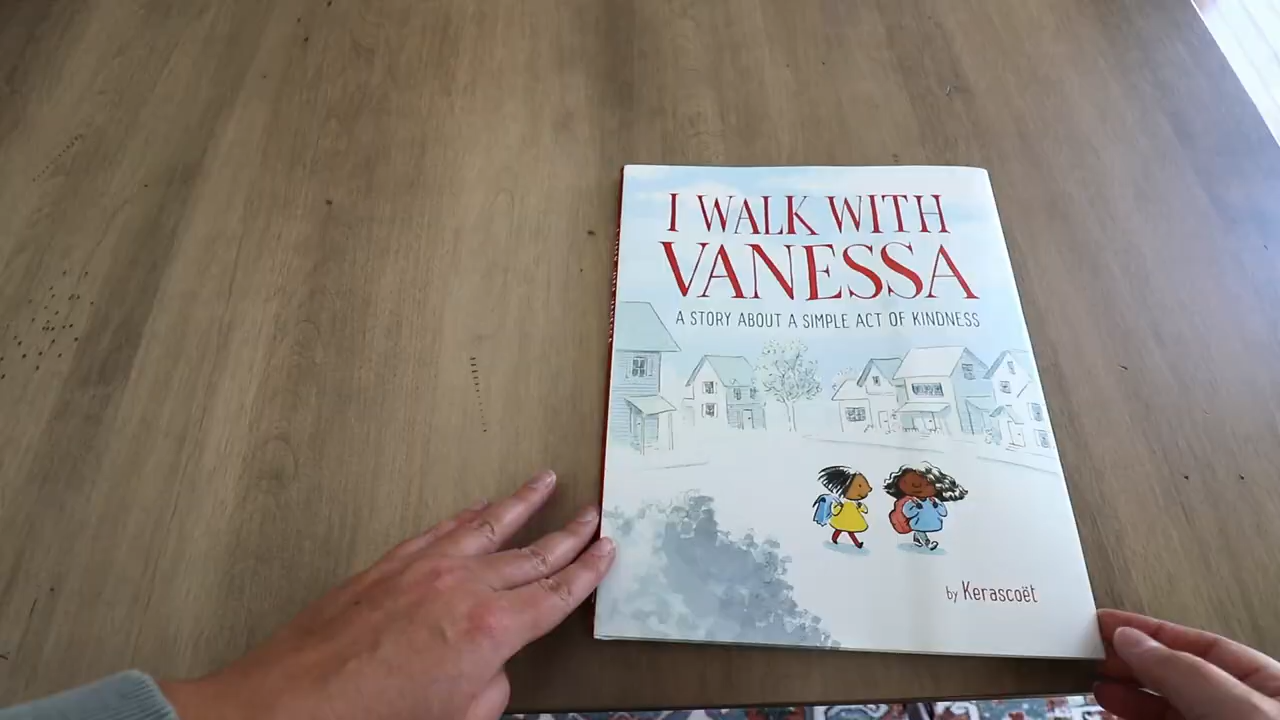 I WALK WITH
VANESSA
A STORY ABOUT A SIMPLE ACT OF KINDNESS
by Kerascoët